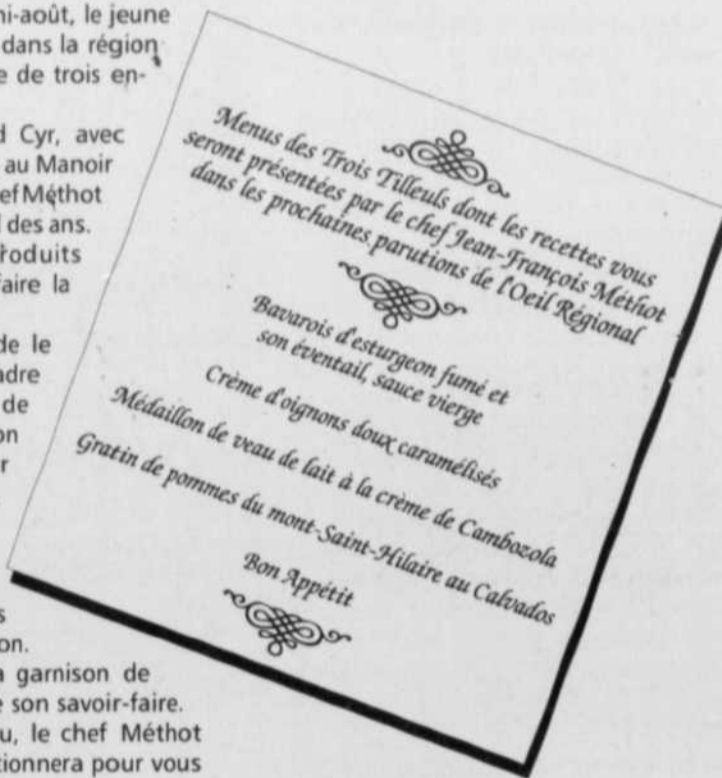 ni-août, le jeune
dans la région
e de trois en-
d Cyr, avec
au Manoir
ef Méthot
l des ans.
roduits
faire la
de le
adre
de
on
r
s
on.
a garnison de
e son savoir-faire.
u, le chef Méthot
tionnera pour vous
Menus des Trois Tilleuls dont les recettes vous
seront présentées par le chef Jean-François Méthot
dans les prochaines parutions de l'Oeil Régional
Bavarois d'esturgeon fumé et
son éventail, sauce vierge
Crème d'oignons doux caramélisés
Médaillon de veau de lait à la crème de Cambozola
Gratin de pommes du mont-Saint-Hilaire au Calvados
Bon Appétit